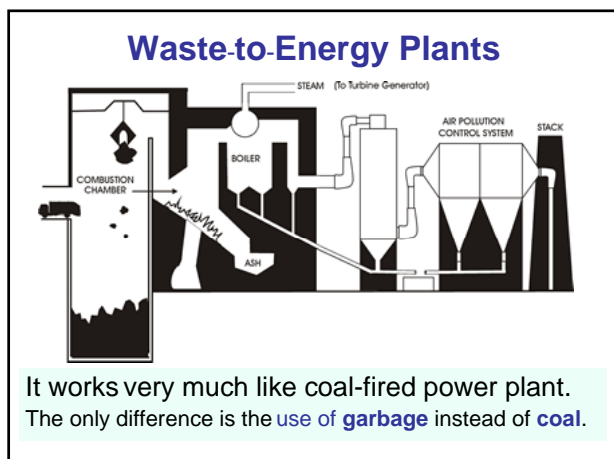 Waste-to-Energy Plants
STEAM (To Turbine Generator)
AIR POLLUTION
CONTROL SYSTEM
STACK
BOILER
COMBUSTION
CHAMBER
ASH
It works very much like coal-fired power plant.
The only difference is the use of garbage instead of coal.